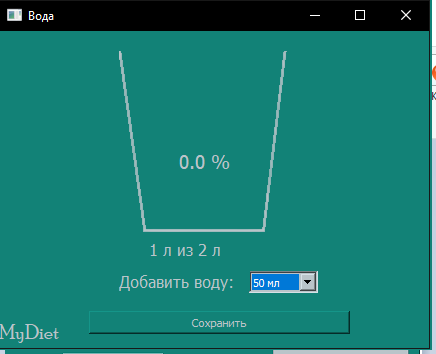 Вода
0.0 %
1 л из 2 л
Добавить воду: 50 мл
Сохранить
MyDiet